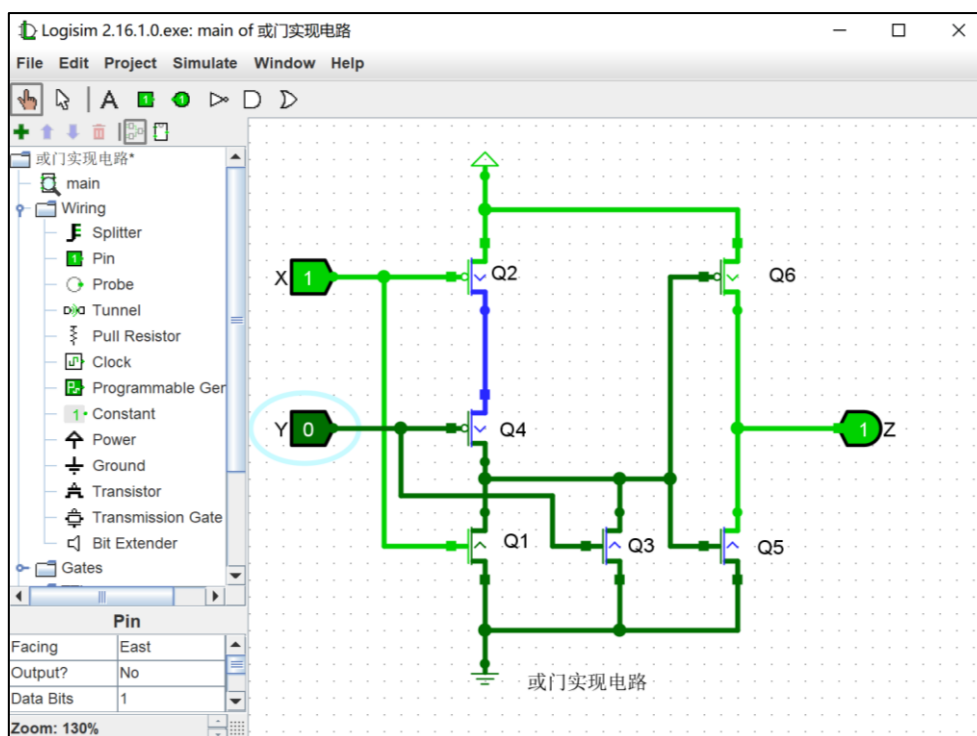 Logisim 2.16.1.0.exe: main of 或门实现电路
File Edit Project Simulate Window Help
A
或门实现电路*
main
Wiring
Splitter
Pin
Probe
Tunnel
Pull Resistor
Clock
Programmable Ger
Constant
Power
Ground
Transistor
Transmission Gate
Bit Extender
Gates
Pin
Facing East
Output? No
Data Bits 1
Zoom: 130%
X 1 Q2 Q6
Y 0 Q4 1 Z
Q1 Q3 Q5
或门实现电路